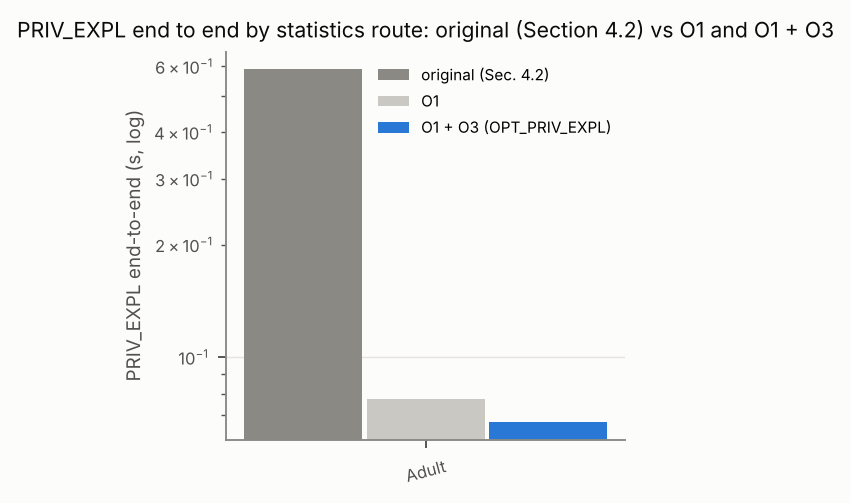 PRIV_EXPL end to end by statistics route: original (Section 4.2) vs O1 and O1 + O3
original (Sec. 4.2)
O1
O1 + O3 (OPT_PRIV_EXPL)
PRIV_EXPL end-to-end (s, log)
6 × 10⁻¹
4 × 10⁻¹
3 × 10⁻¹
2 × 10⁻¹
10⁻¹
Adult